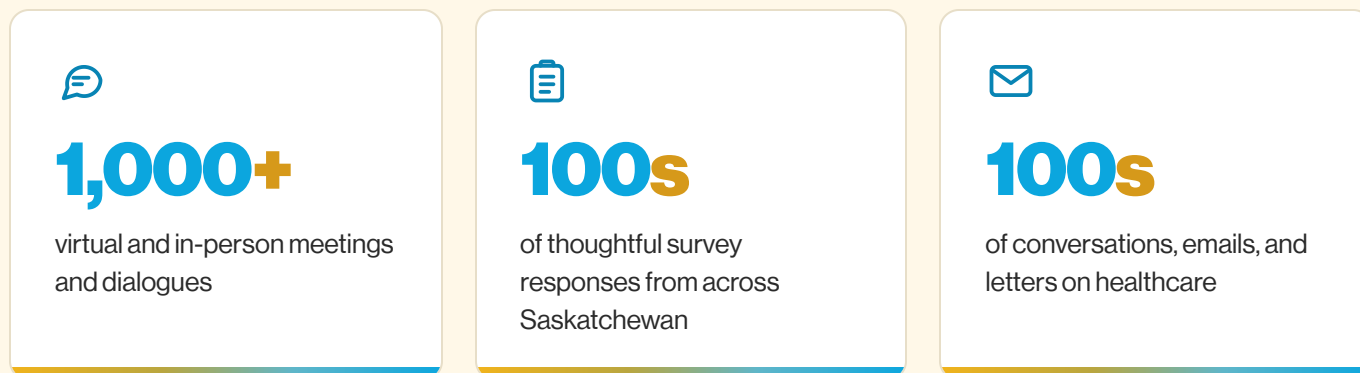 1,000+
virtual and in-person meetings
and dialogues
100s
of thoughtful survey
responses from across
Saskatchewan
100s
of conversations, emails, and
letters on healthcare